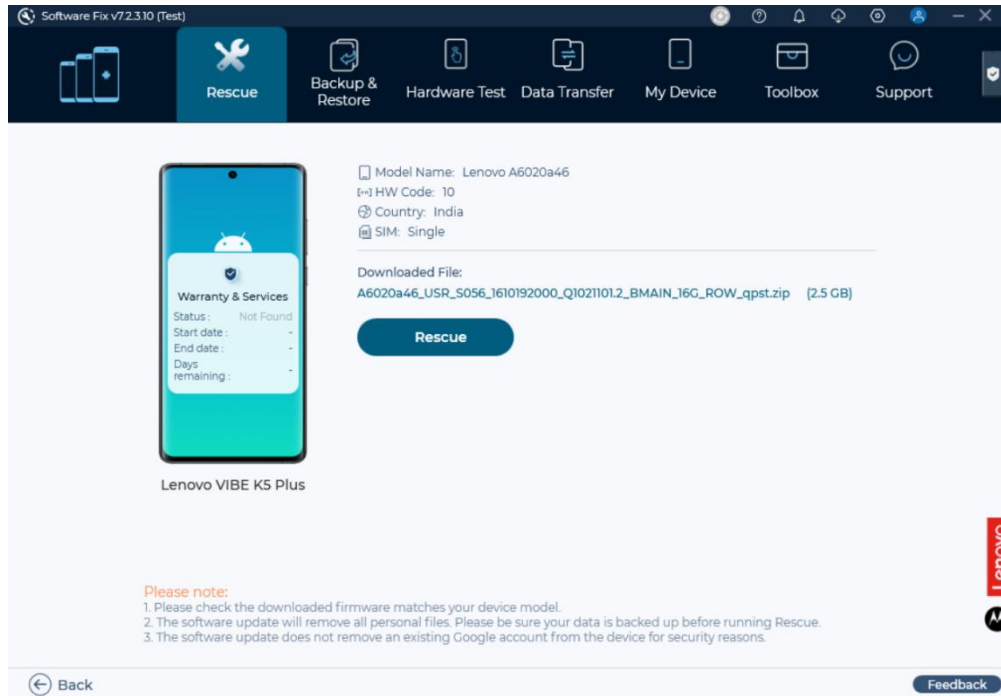 Software Fix v7.2.3.10 (Test)
Rescue
Backup & Restore
Hardware Test
Data Transfer
My Device
Toolbox
Support
Model Name: Lenovo A6020a46
HW Code: 10
Country: India
SIM: Single
Downloaded File:
A6020a46_USR_S056_1610192000_Q1021101.2_BMAIN_16G_ROW_qpst.zip (2.5 GB)
Rescue
Warranty & Services
Status : Not Found
Start date : -
End date : -
Days remaining : -
Lenovo VIBE K5 Plus
Lenovo
Please note:
1. Please check the downloaded firmware matches your device model.
2. The software update will remove all personal files. Please be sure your data is backed up before running Rescue.
3. The software update does not remove an existing Google account from the device for security reasons.
Back
Feedback